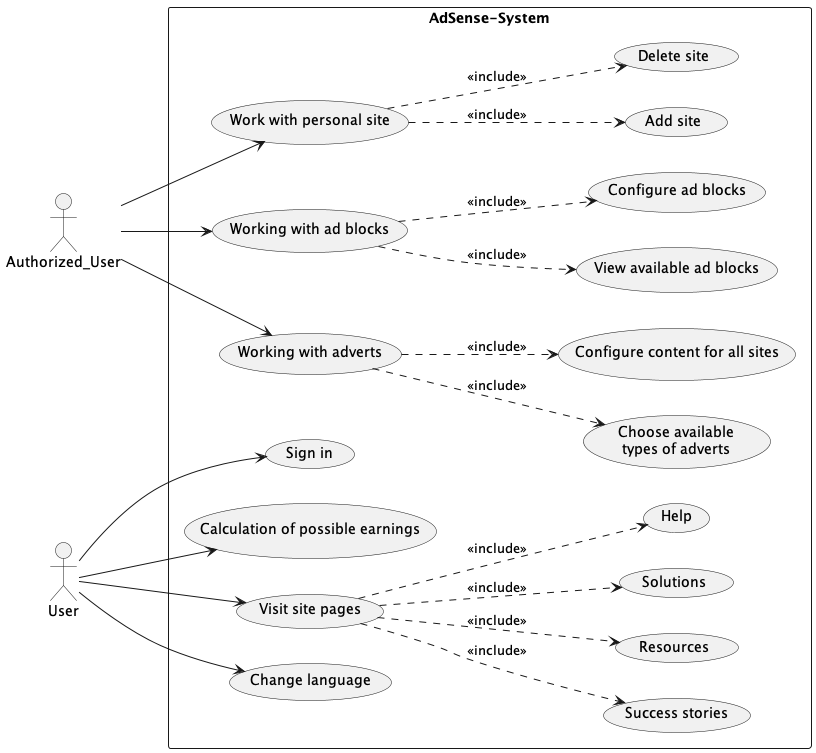 AdSense-System
Delete site
«include»
Work with personal site
«include»
Add site
Configure ad blocks
«include»
Working with ad blocks
«include»
View available ad blocks
Authorized_User
«include»
Working with adverts
Configure content for all sites
«include»
Choose available
types of adverts
Sign in
Help
Calculation of possible earnings
«include»
Solutions
«include»
User
Visit site pages
«include»
Resources
«include»
Change language
Success stories